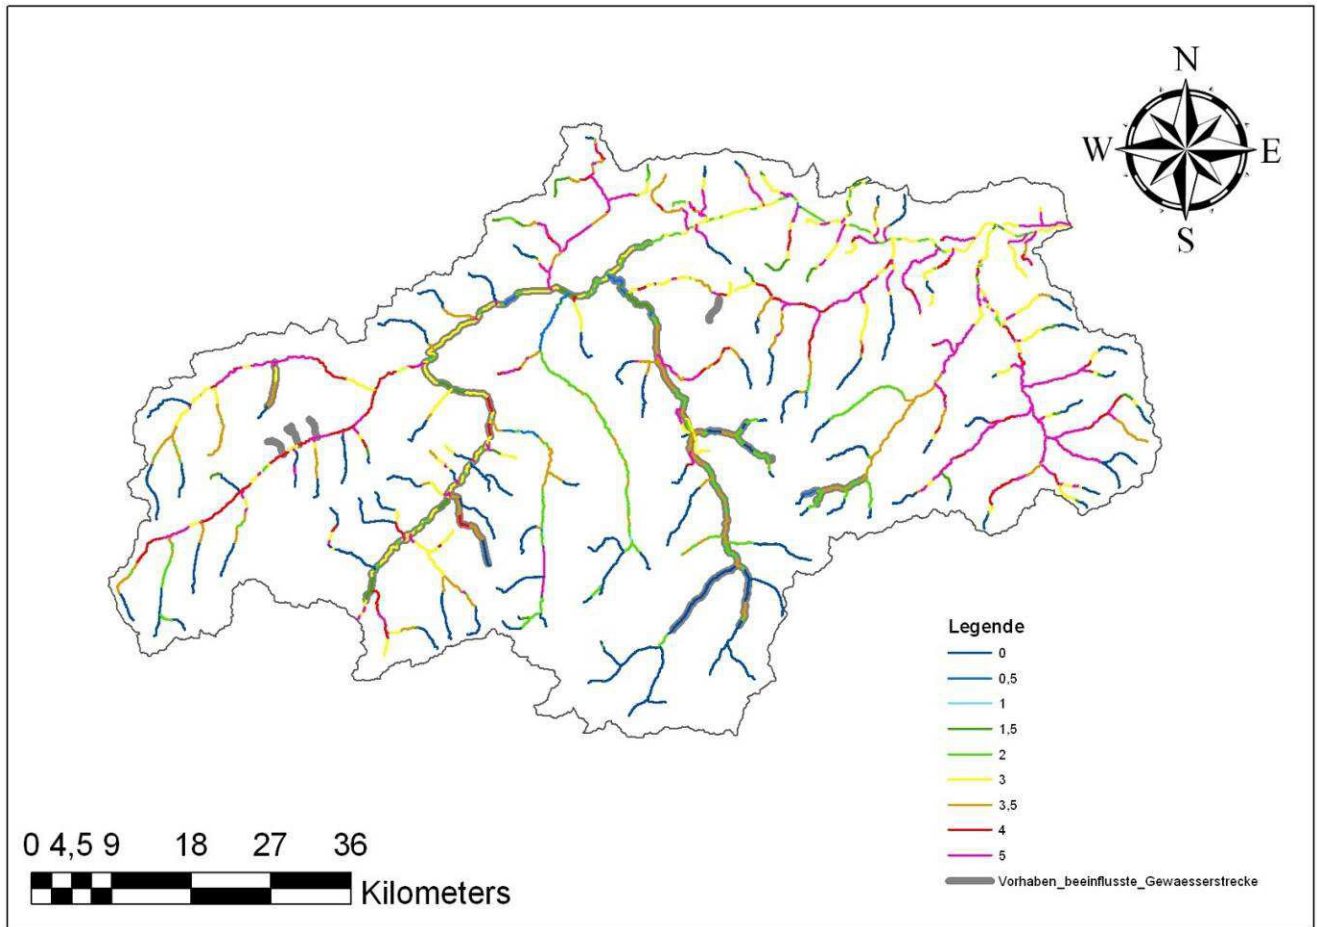 N
W E
S
Legende
0
0,5
1
1,5
2
3
3,5
4
5
Vorhaben_beeinflusste_Gewaesserstrecke
0 4,5 9 18 27 36
Kilometers